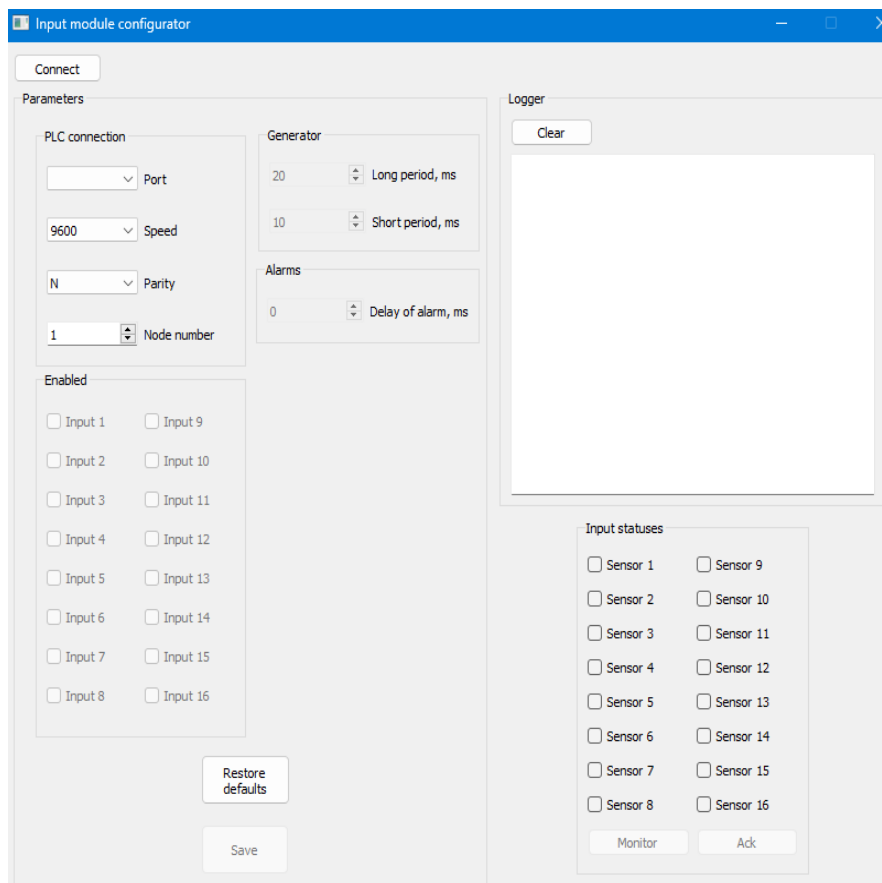 Input module configurator
Connect
Parameters
PLC connection
Port
9600 Speed
N Parity
1 Node number
Generator
20 Long period, ms
10 Short period, ms
Alarms
0 Delay of alarm, ms
Enabled
Input 1 Input 9
Input 2 Input 10
Input 3 Input 11
Input 4 Input 12
Input 5 Input 13
Input 6 Input 14
Input 7 Input 15
Input 8 Input 16
Restore
defaults
Save
Logger
Clear
Input statuses
Sensor 1 Sensor 9
Sensor 2 Sensor 10
Sensor 3 Sensor 11
Sensor 4 Sensor 12
Sensor 5 Sensor 13
Sensor 6 Sensor 14
Sensor 7 Sensor 15
Sensor 8 Sensor 16
Monitor Ack